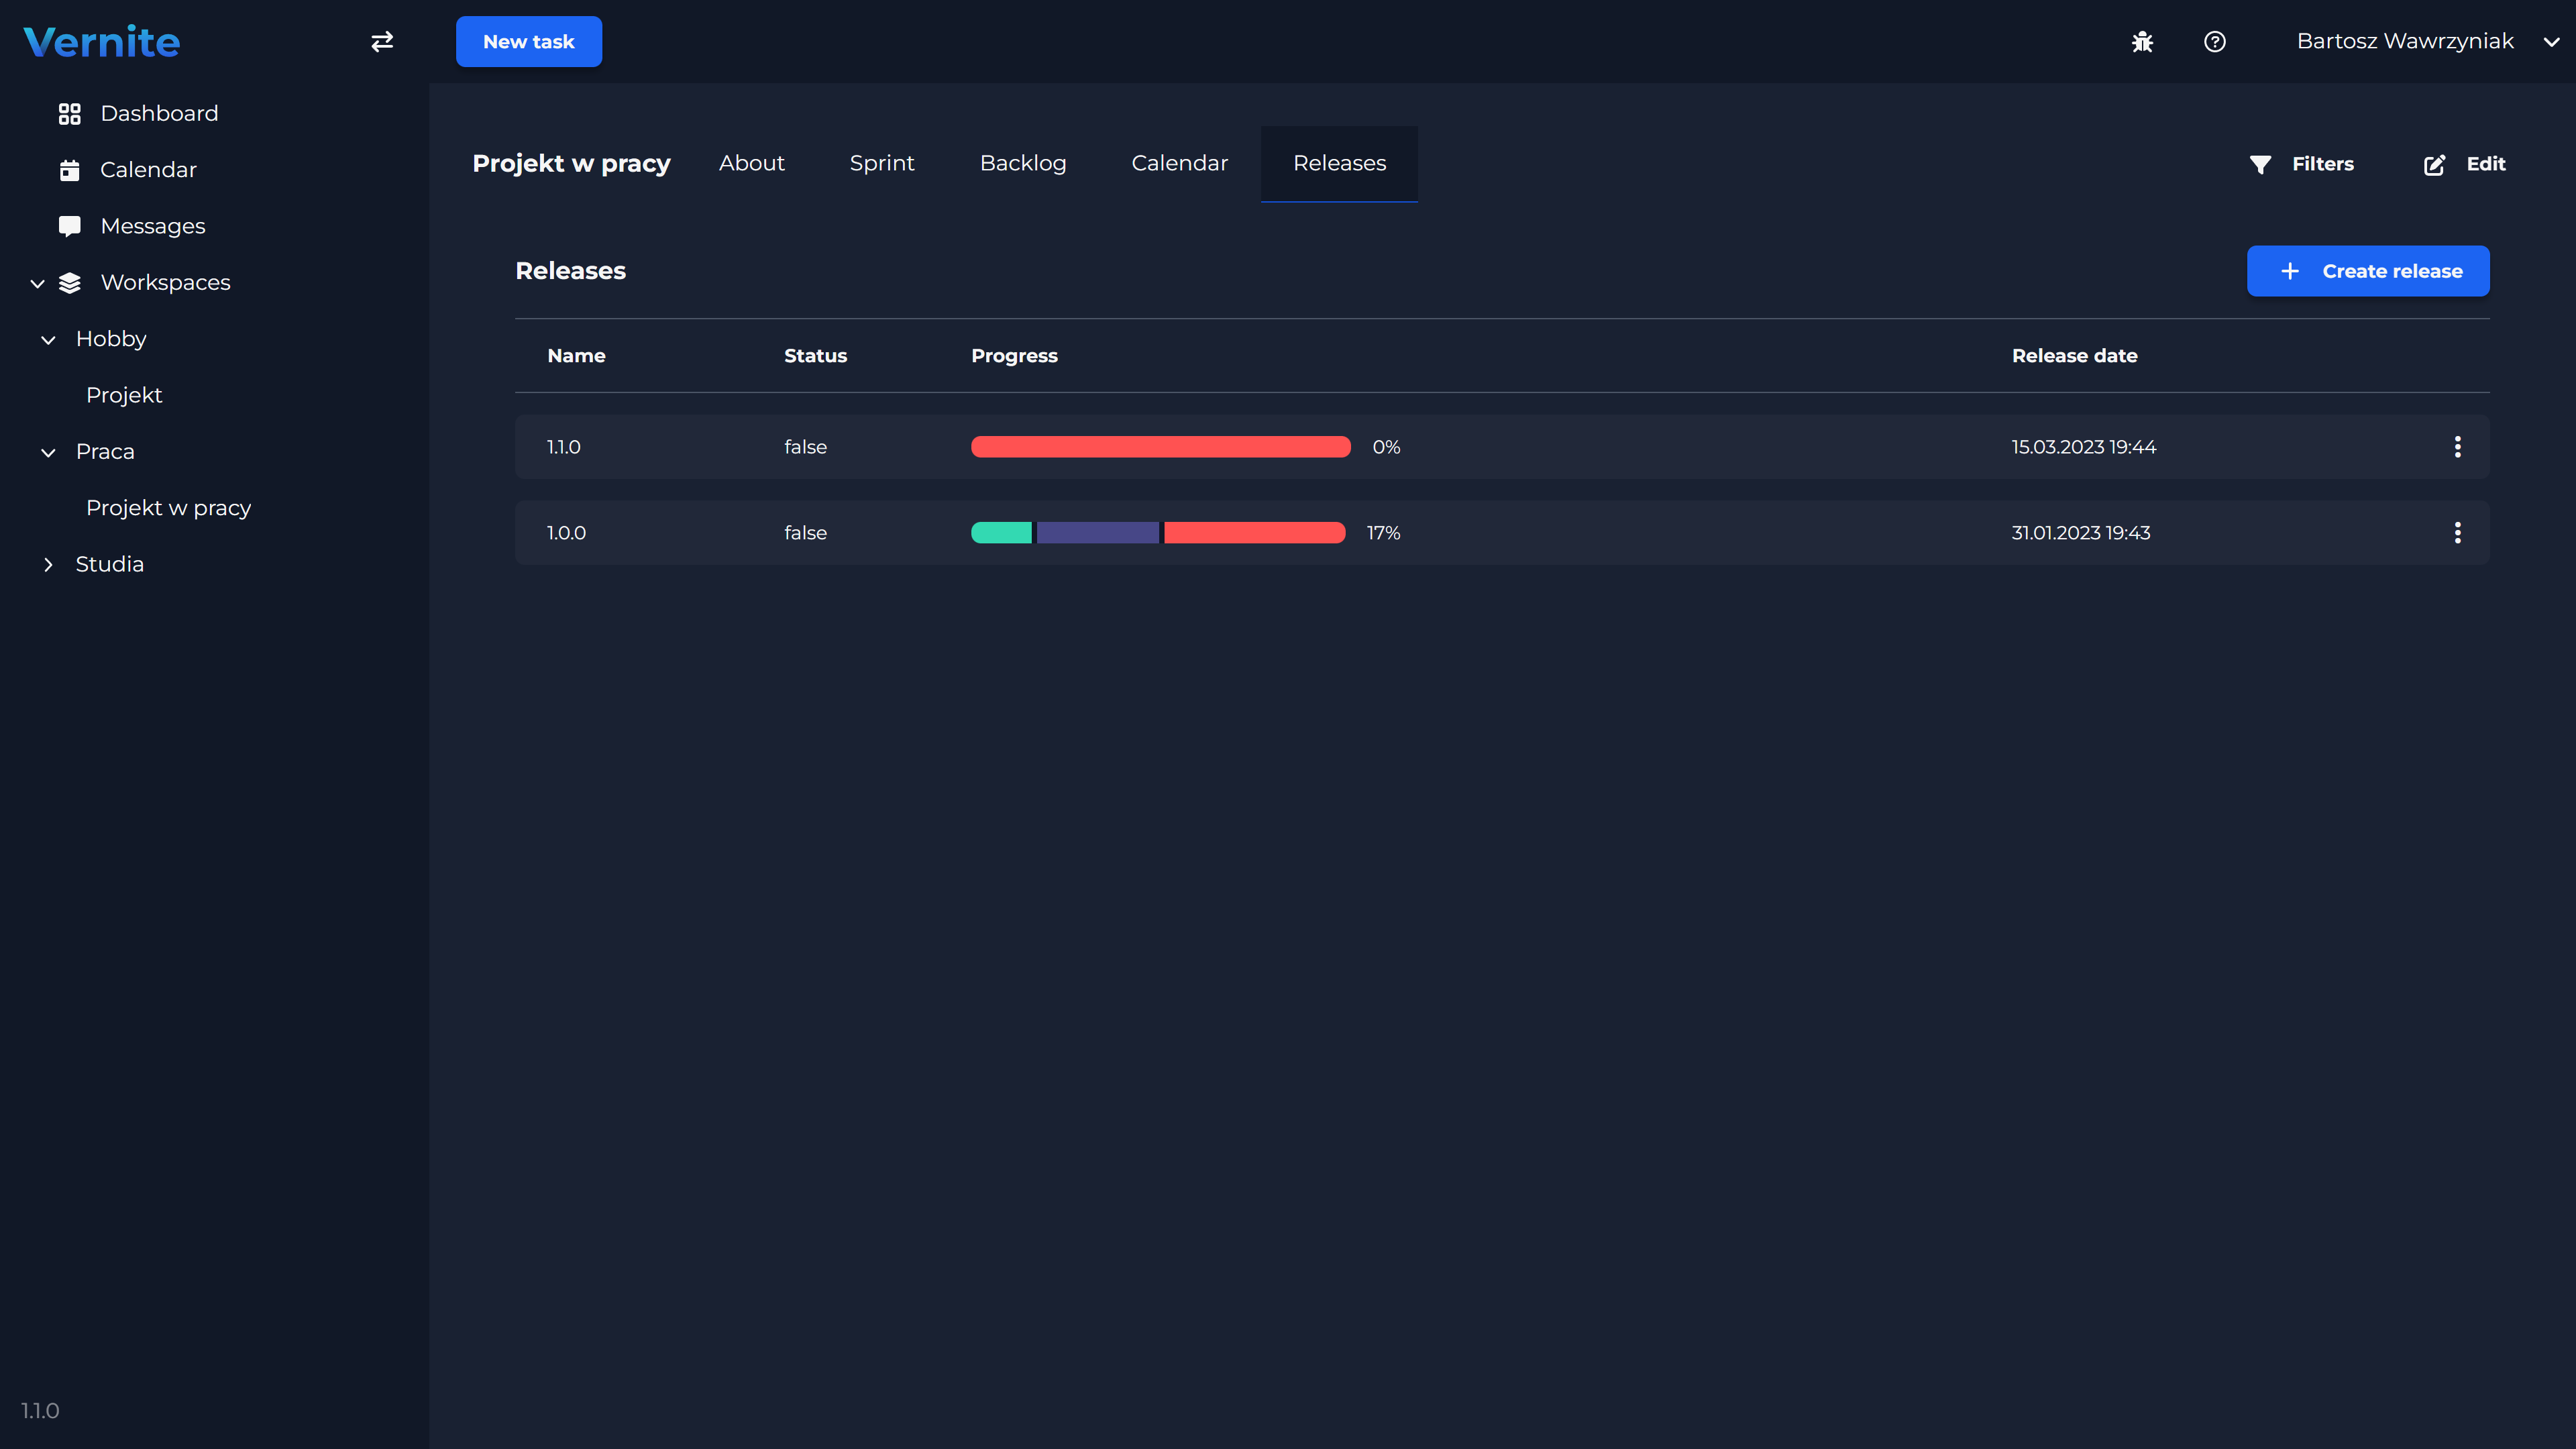 Vernite
New task
Bartosz Wawrzyniak
Dashboard
Calendar
Messages
Workspaces
Hobby
Projekt
Praca
Projekt w pracy
Studia
1.1.0
Projekt w pracy About Sprint Backlog Calendar Releases Filters Edit
Releases Create release
Name Status Progress Release date
1.1.0 false 0% 15.03.2023 19:44
1.0.0 false 17% 31.01.2023 19:43